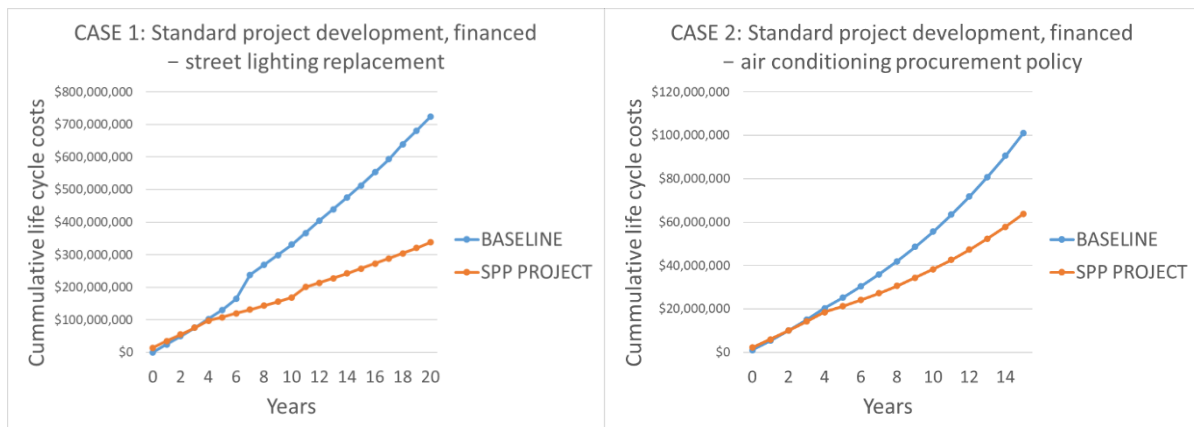 CASE 1: Standard project development, financed
– street lighting replacement
Cummulative life cycle costs
$800,000,000
$700,000,000
$600,000,000
$500,000,000
$400,000,000
$300,000,000
$200,000,000
$100,000,000
$0
0 2 4 6 8 10 12 14 16 18 20
Years
BASELINE
SPP PROJECT
CASE 2: Standard project development, financed
– air conditioning procurement policy
Cummulative life cycle costs
$120,000,000
$100,000,000
$80,000,000
$60,000,000
$40,000,000
$20,000,000
$0
0 2 4 6 8 10 12 14
Years
BASELINE
SPP PROJECT